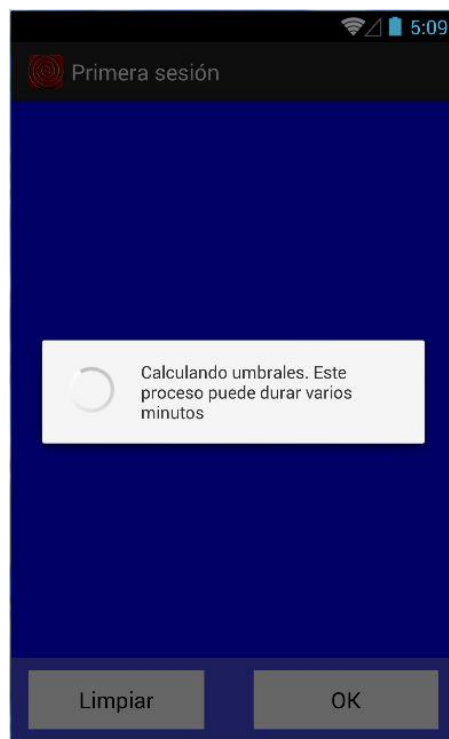 5:09
Primera sesión
Calculando umbrales. Este
proceso puede durar varios
minutos
Limpiar
OK